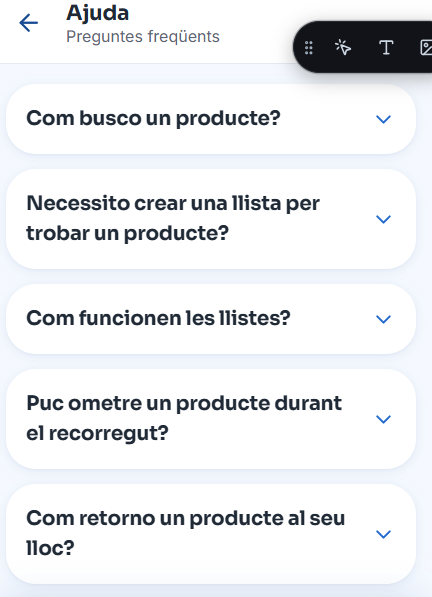 Ajuda
Preguntes freqüents
Com busco un producte?
Necessito crear una llista per
trobar un producte?
Com funcionen les llistes?
Puc ometre un producte durant
el recorregut?
Com retorno un producte al seu
lloc?